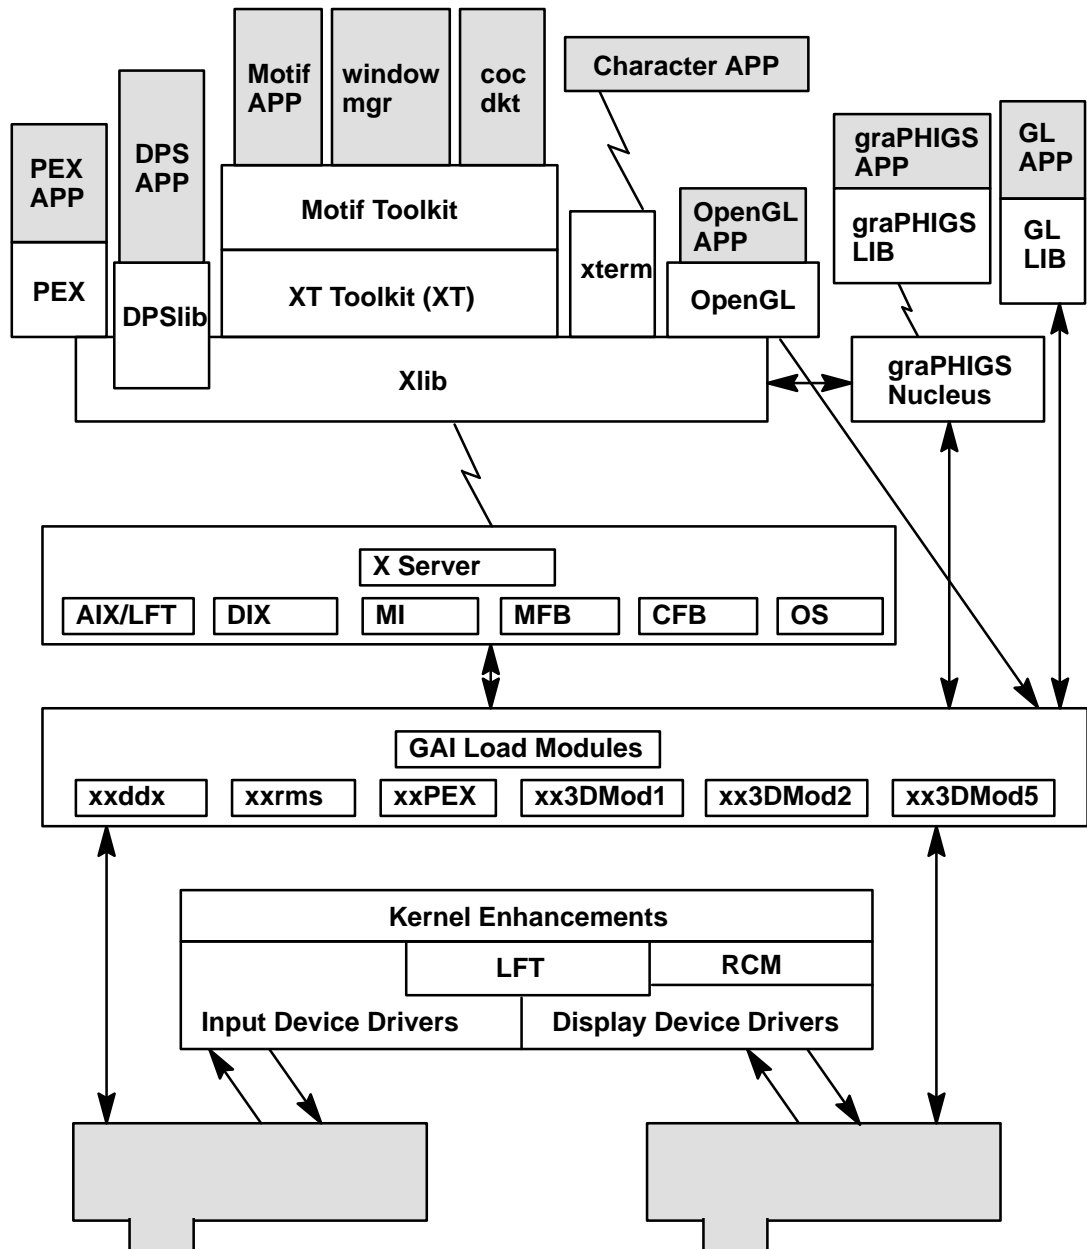 Motif
APP
window
mgr
coc
dkt
Character APP
PEX
APP
DPS
APP
graPHIGS
APP
GL
APP
Motif Toolkit
OpenGL
APP
graPHIGS
LIB
GL
LIB
PEX
DPSlib
XT Toolkit (XT)
xterm
OpenGL
Xlib
graPHIGS
Nucleus
X Server
AIX/LFT
DIX
MI
MFB
CFB
OS
GAI Load Modules
xxddx
xxrms
xxPEX
xx3DMod1
xx3DMod2
xx3DMod5
Kernel Enhancements
LFT
RCM
Input Device Drivers
Display Device Drivers